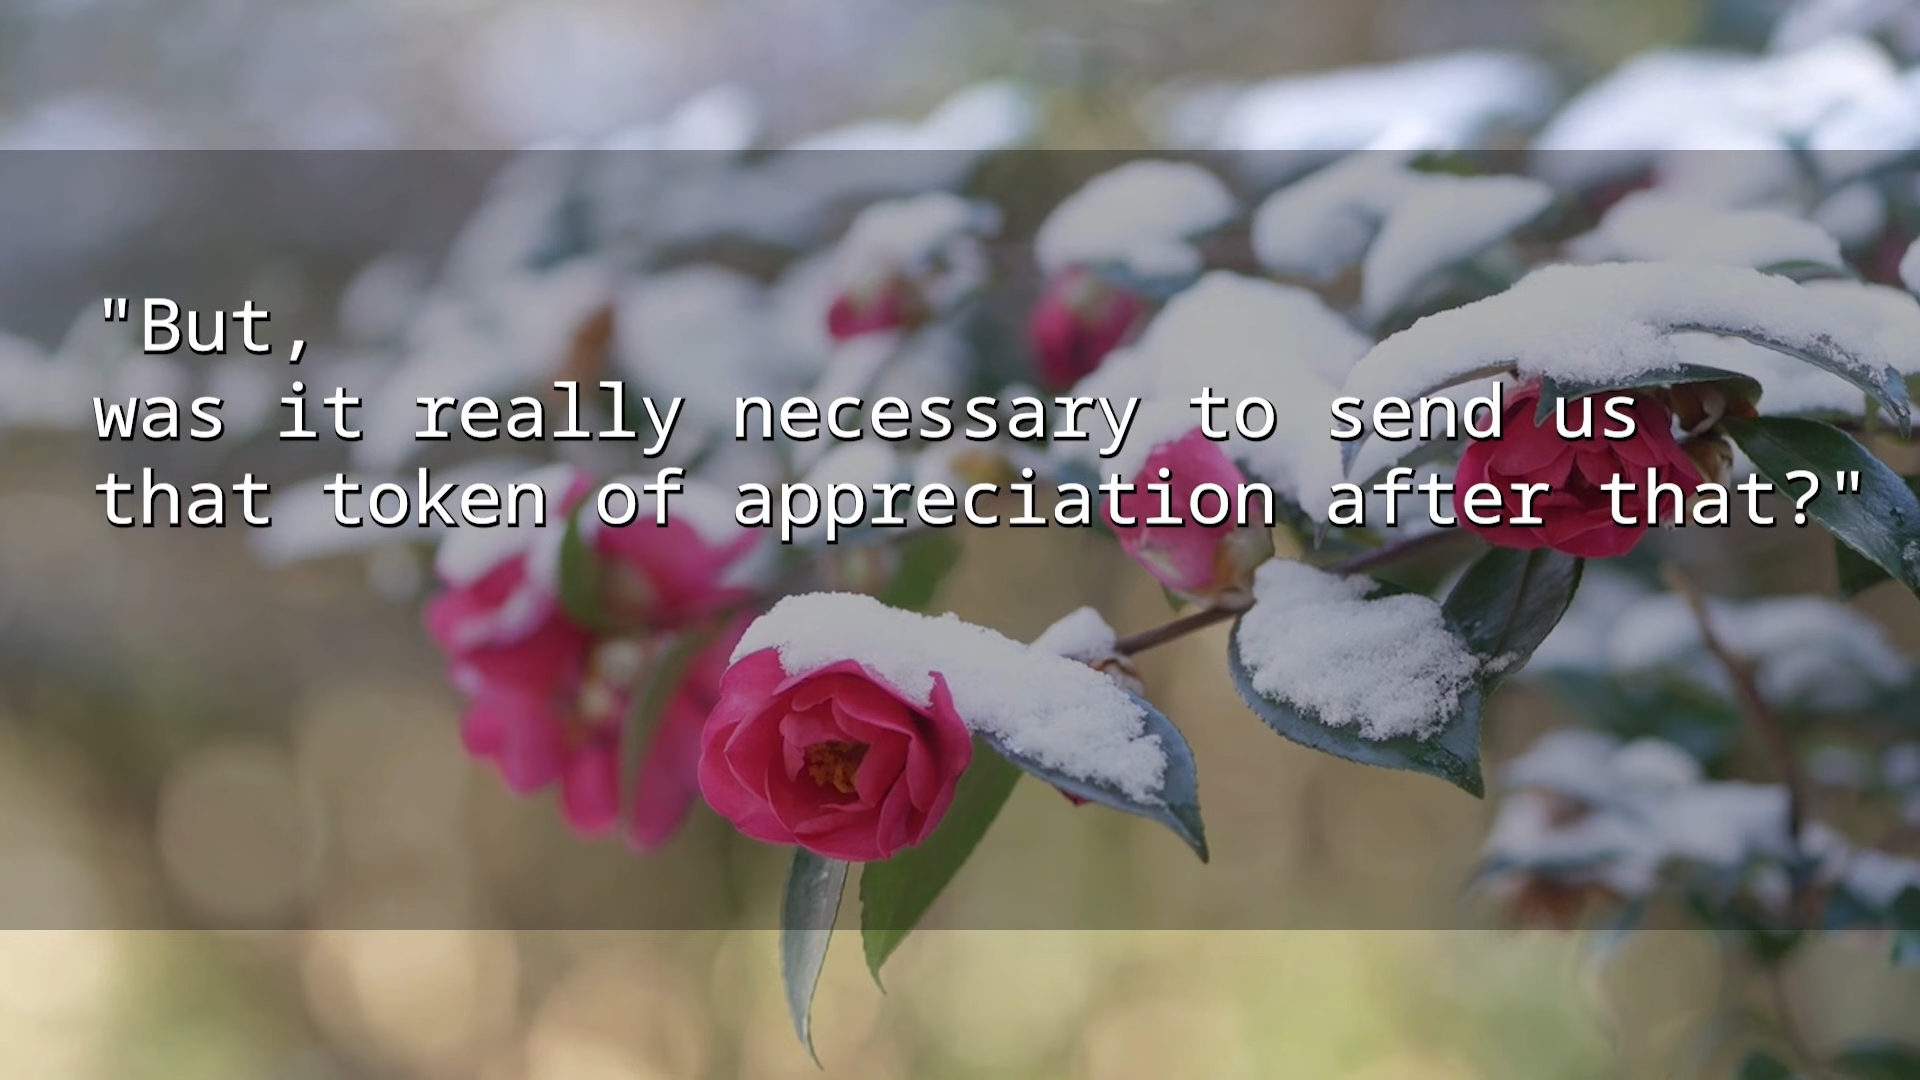 "But,
was it really necessary to send us
that token of appreciation after that?"